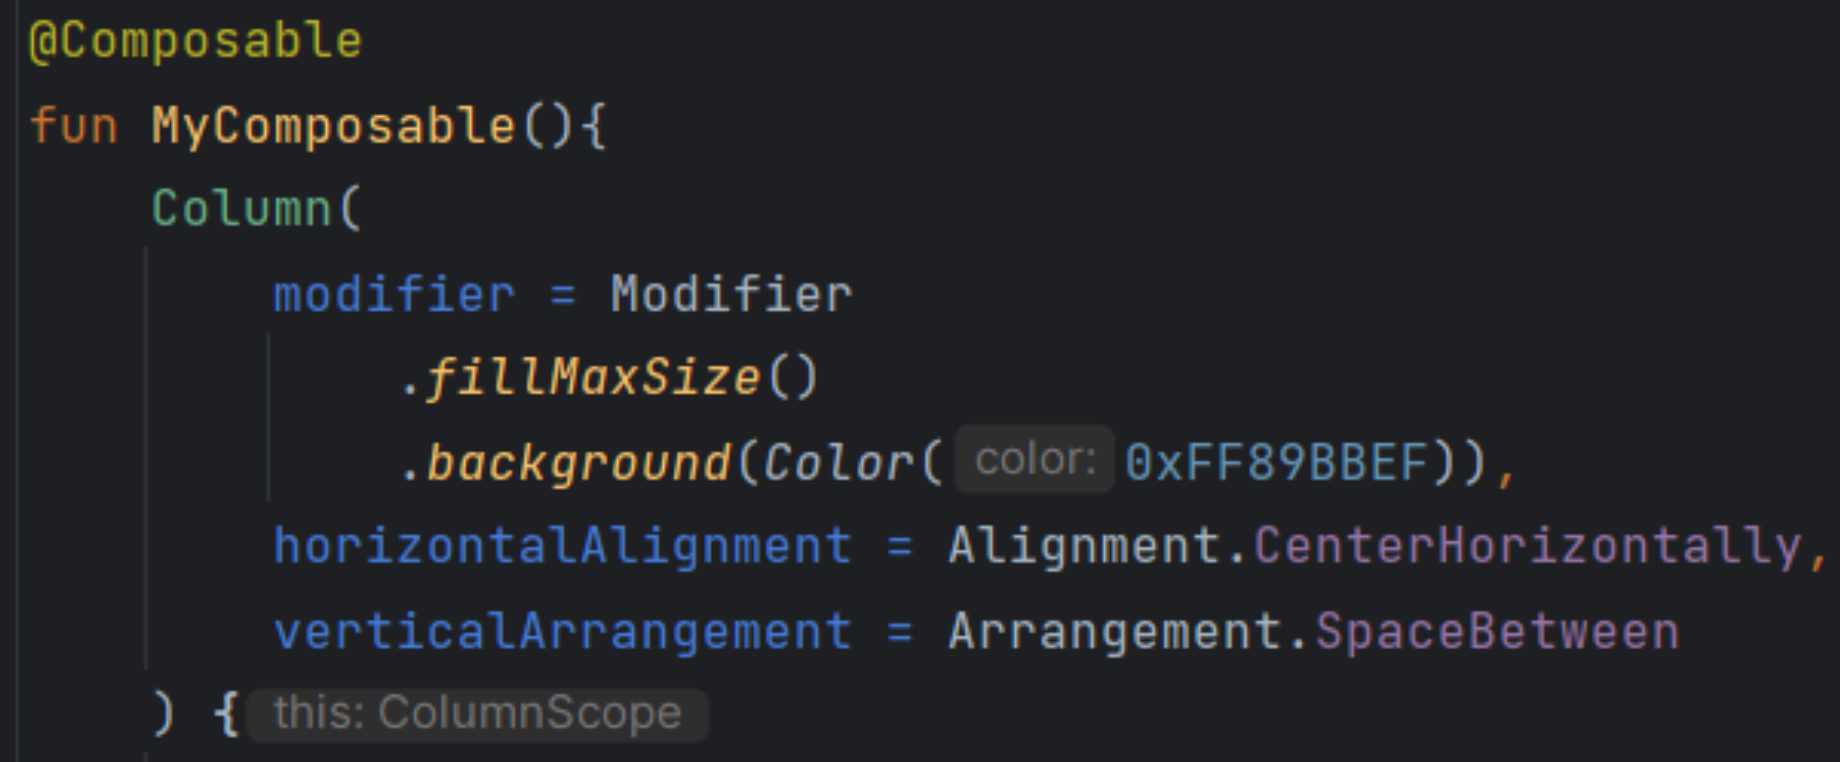 @Composable
fun MyComposable(){
Column(
modifier = Modifier
.fillMaxSize()
.background(Color( color: 0xFF89BBEF)),
horizontalAlignment = Alignment.CenterHorizontally,
verticalArrangement = Arrangement.SpaceBetween
) { this: ColumnScope